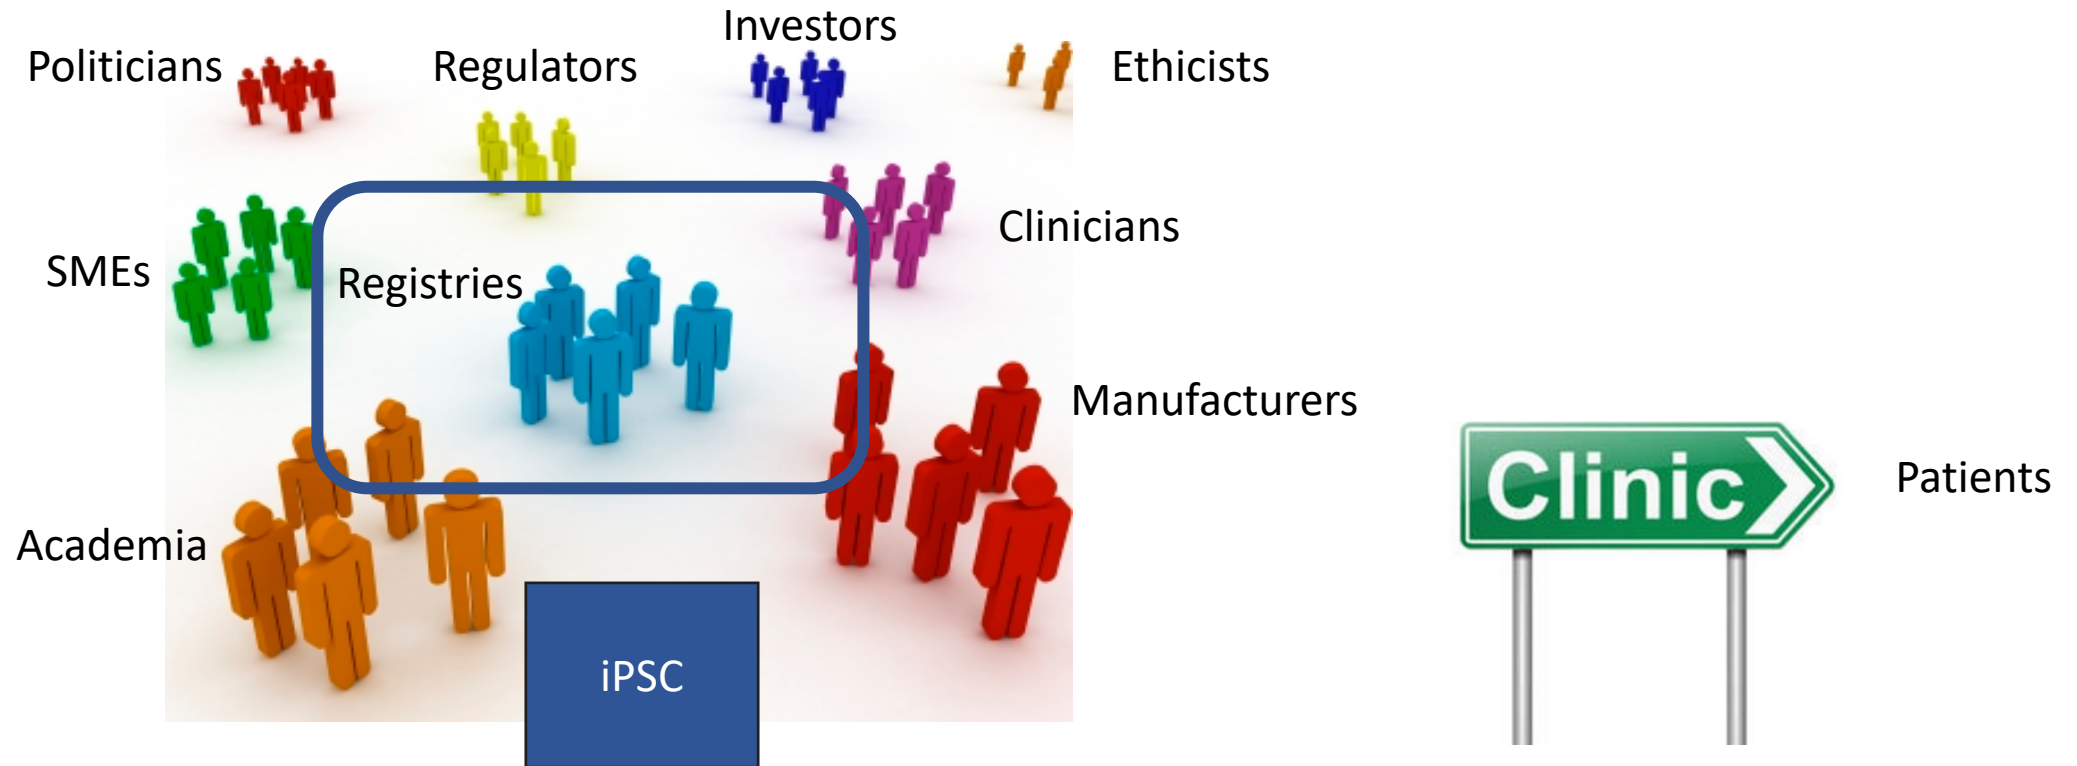 Investors
Politicians
Regulators
Ethicists
Clinicians
SMEs
Registries
Manufacturers
Clinic
Patients
Academia
iPSC